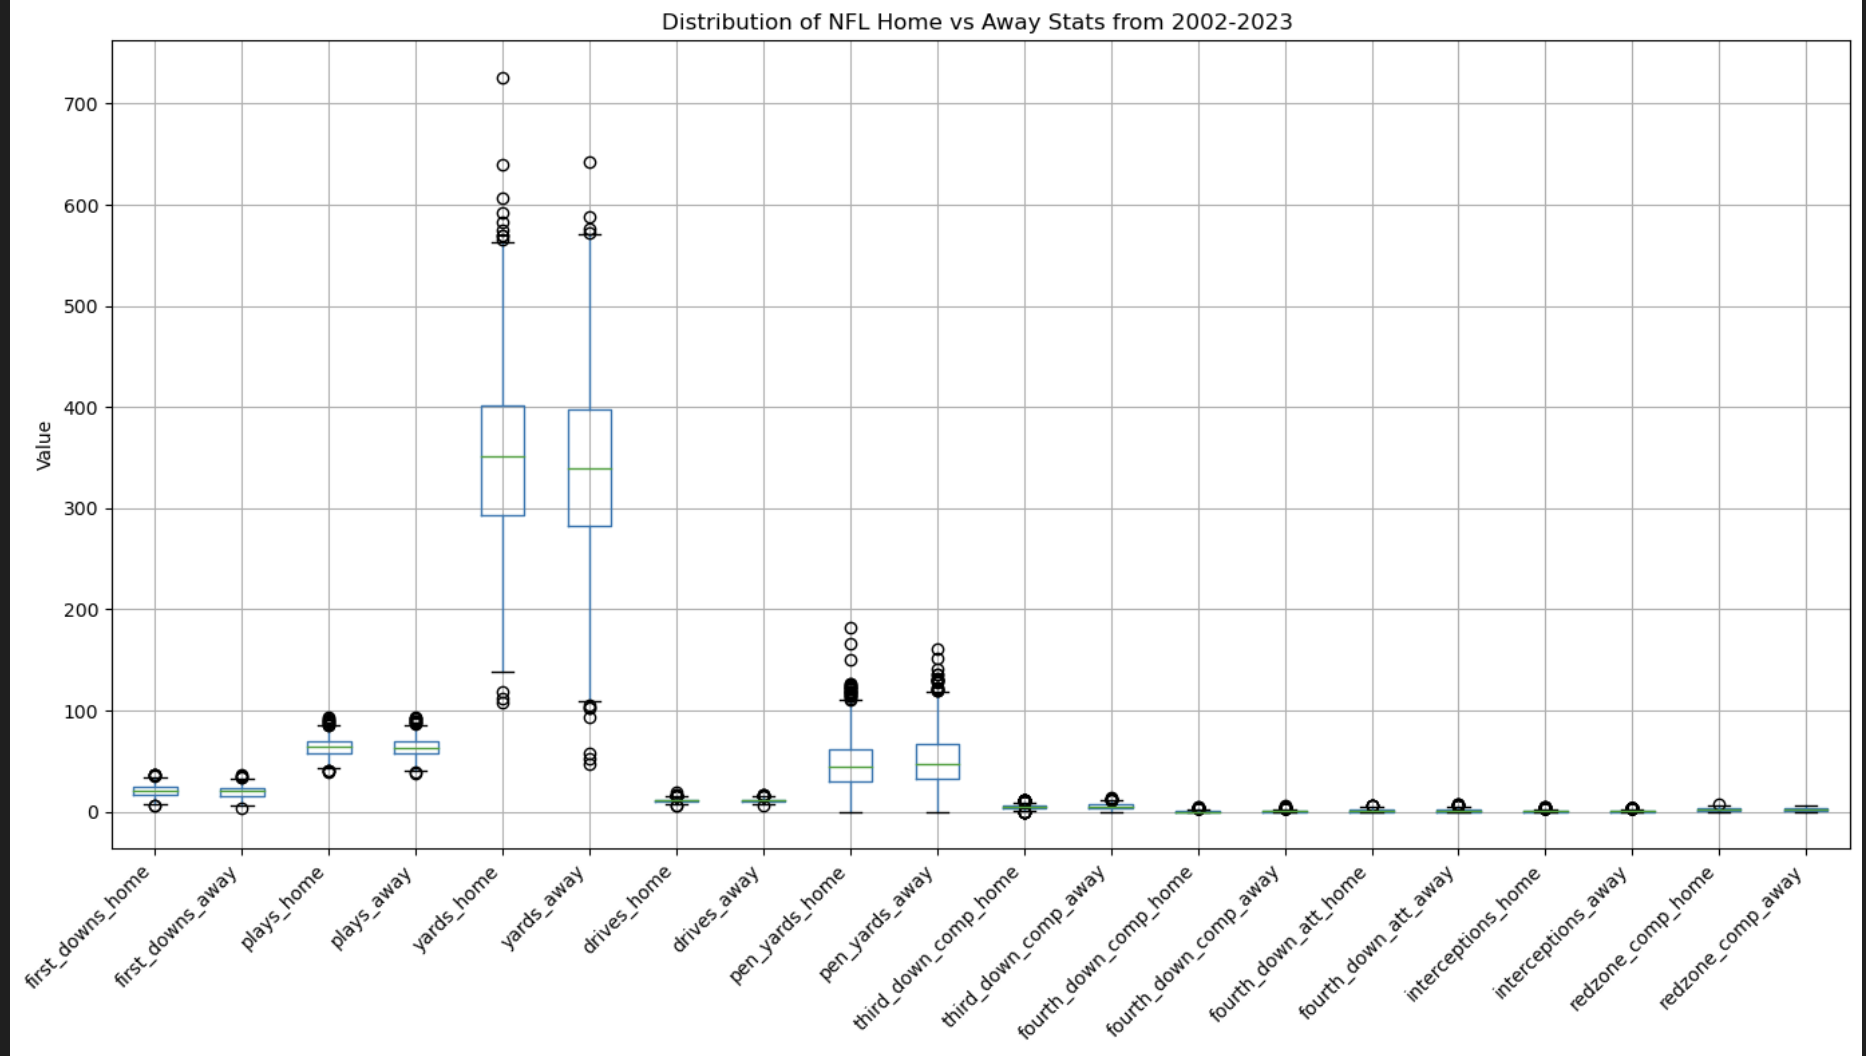 Distribution of NFL Home vs Away Stats from 2002-2023
Value
700
600
500
400
300
200
100
0
first_downs_home
first_downs_away
plays_home
plays_away
yards_home
yards_away
drives_home
drives_away
pen_yards_home
pen_yards_away
third_down_comp_home
third_down_comp_away
fourth_down_comp_home
fourth_down_comp_away
fourth_down_att_home
fourth_down_att_away
interceptions_home
interceptions_away
redzone_comp_home
redzone_comp_away